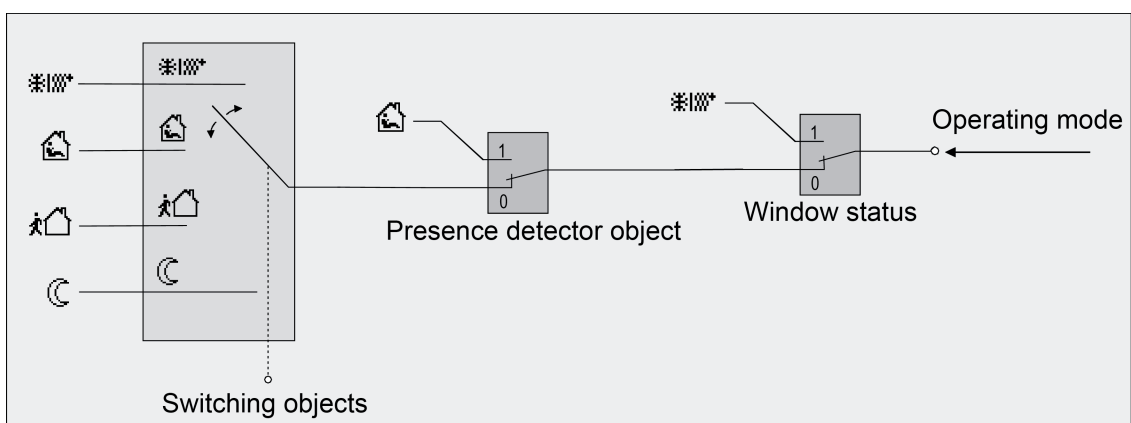 Operating mode
1
0
Presence detector object
1
0
Window status
Switching objects